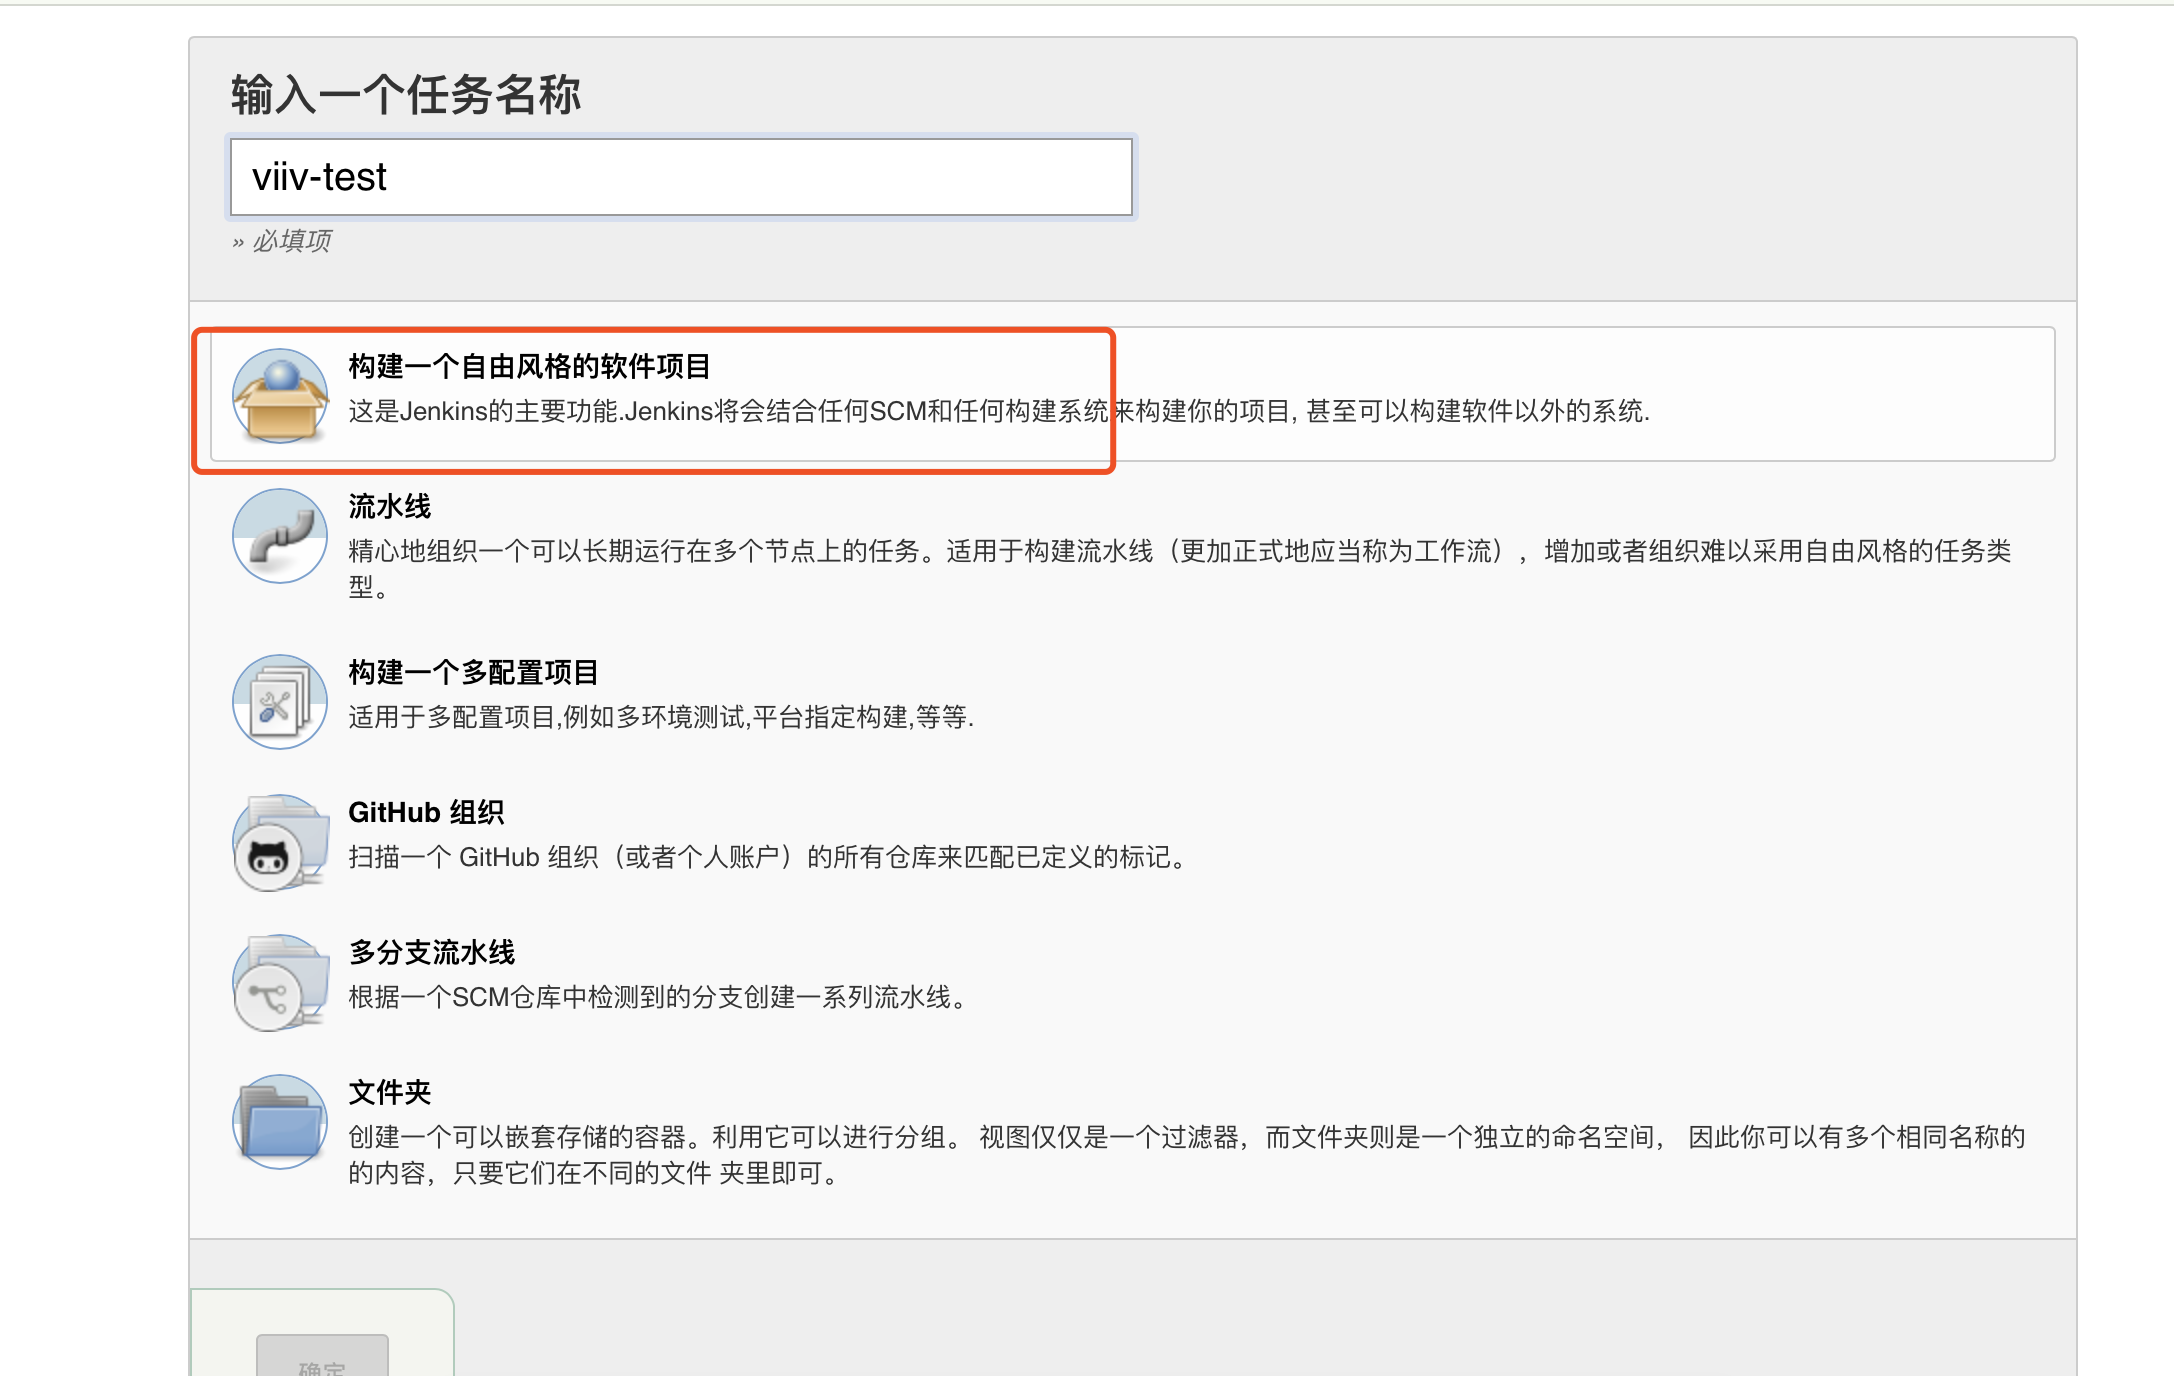 输入一个任务名称
viiv-test
» 必填项
构建一个自由风格的软件项目
这是Jenkins的主要功能.Jenkins将会结合任何SCM和任何构建系统来构建你的项目, 甚至可以构建软件以外的系统.
流水线
精心地组织一个可以长期运行在多个节点上的任务。适用于构建流水线（更加正式地应当称为工作流），增加或者组织难以采用自由风格的任务类
型。
构建一个多配置项目
适用于多配置项目,例如多环境测试,平台指定构建,等等.
GitHub 组织
扫描一个 GitHub 组织（或者个人账户）的所有仓库来匹配已定义的标记。
多分支流水线
根据一个SCM仓库中检测到的分支创建一系列流水线。
文件夹
创建一个可以嵌套存储的容器。利用它可以进行分组。 视图仅仅是一个过滤器，而文件夹则是一个独立的命名空间， 因此你可以有多个相同名称的
的内容，只要它们在不同的文件 夹里即可。
确定